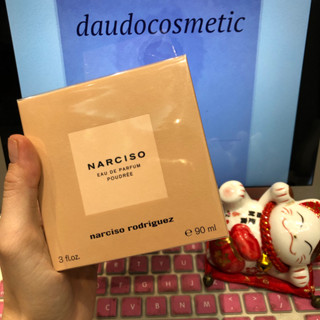 daudocosmetic
NARCISO
EAU DE PARFUM
POUDRÉE
narciso rodriguez
3 fl.oz. e 90 ml